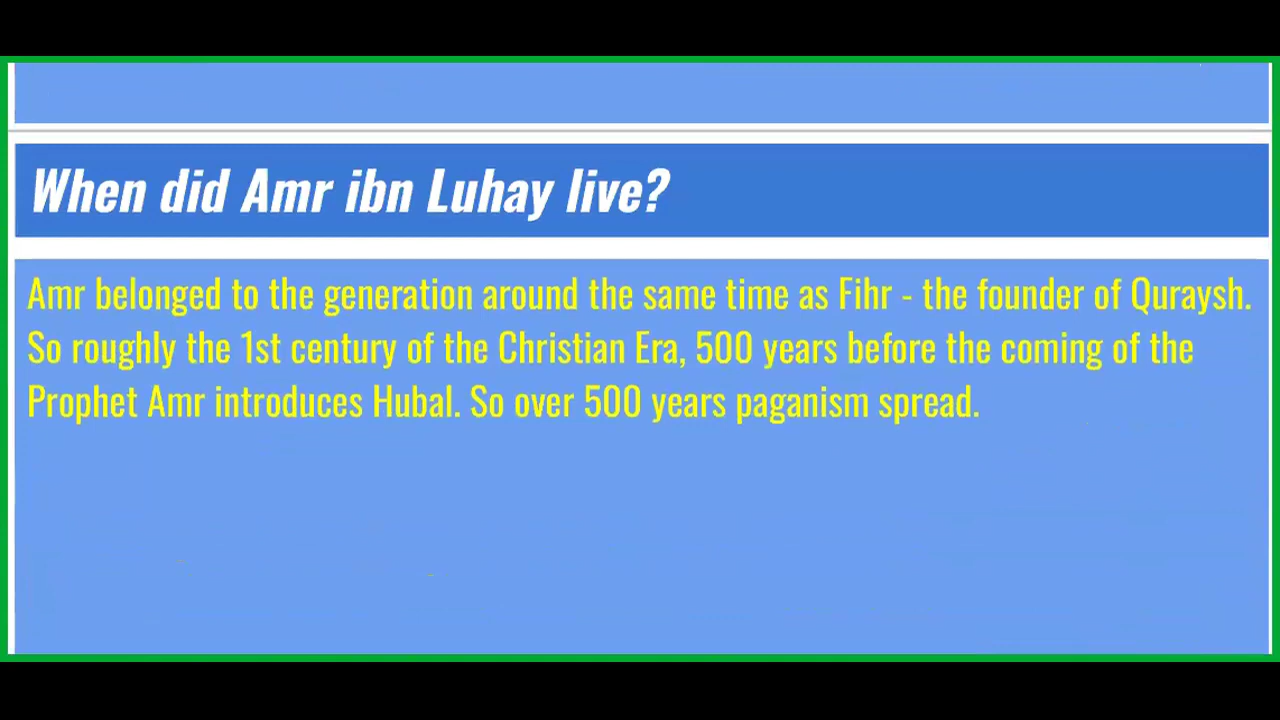 When did Amr ibn Luhay live?
Amr belonged to the generation around the same time as Fihr - the founder of Quraysh.
So roughly the 1st century of the Christian Era, 500 years before the coming of the
Prophet Amr introduces Hubal. So over 500 years paganism spread.